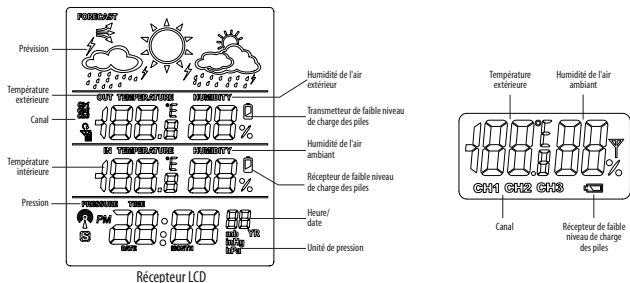 FORECAST
Prévision
Température
extérieure
Canal
Température
intérieur
Pression
OUT TEMPERATURE HUMIDITY
°F
%
IN TEMPERATURE HUMIDITY
°F
%
PRESSURE TIME
PM
S
DATE MONTH
mb YR
inHg
hPa
Humidité de l'air
extérieur
Transmetteur de faible niveau
de charge des piles
Humidité de l'air
ambiant
Récepteur de faible niveau
de charge des piles
Heure/
date
Unité de pression
Récepteur LCD
Température
extérieure
Humidité de l'air
ambiant
%
CH1 CH2 CH3
Canal
Récepteur de faible
niveau de charge
des piles